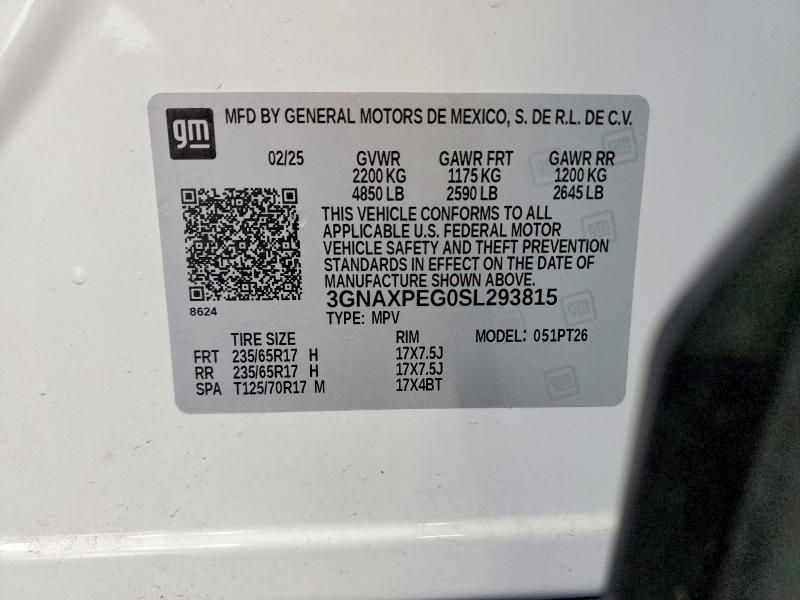 gm
MFD BY GENERAL MOTORS DE MEXICO, S. DE R.L. DE C.V.
02/25 GVWR GAWR FRT GAWR RR
2200 KG 1175 KG 1200 KG
4850 LB 2590 LB 2645 LB
THIS VEHICLE CONFORMS TO ALL
APPLICABLE U.S. FEDERAL MOTOR
VEHICLE SAFETY AND THEFT PREVENTION
STANDARDS IN EFFECT ON THE DATE OF
MANUFACTURE SHOWN ABOVE.
3GNAXPEG0SL293815
8624
TYPE: MPV
TIRE SIZE RIM MODEL: 051PT26
FRT 235/65R17 H 17X7.5J
RR 235/65R17 H 17X7.5J
SPA T125/70R17 M 17X4BT